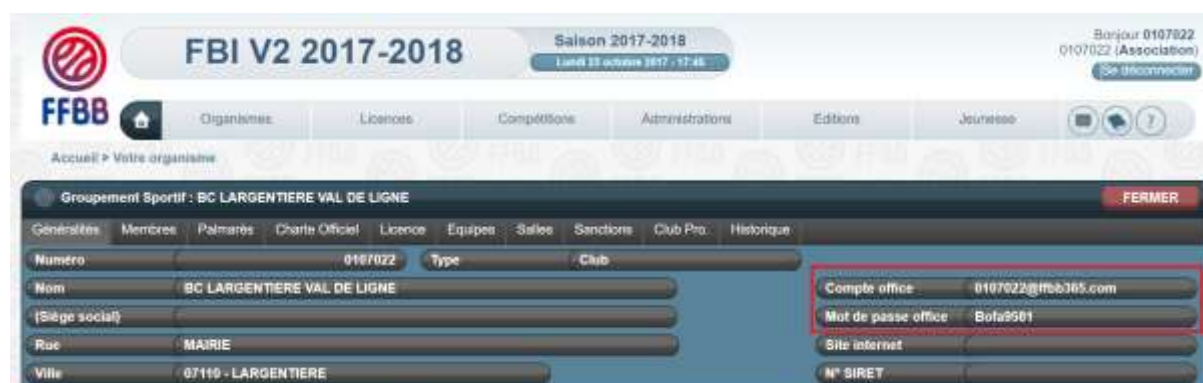 FBI V2 2017-2018
Saison 2017-2018
Lundi 23 octobre 2017 - 17:45
Bonjour 0107022
0107022 (Association)
Se déconnecter
FFBB
Organismes Licences Compétitions Administrations Editions Jeunesse ?
Accueil > Votre organisme
Groupement Sportif : BC LARGENTIERE VAL DE LIGNE FERMER
Généralités Membres Palmarès Charte Officiel Licence Equipes Salles Sanctions Club Pro. Historique
Numéro 0107022 Type Club
Nom BC LARGENTIERE VAL DE LIGNE Compte office 0107022@ffbb365.com
(Siège social) Mot de passe office Bofa9581
Rue MAIRIE Site internet
Ville 07110 - LARGENTIERE N° SIRET